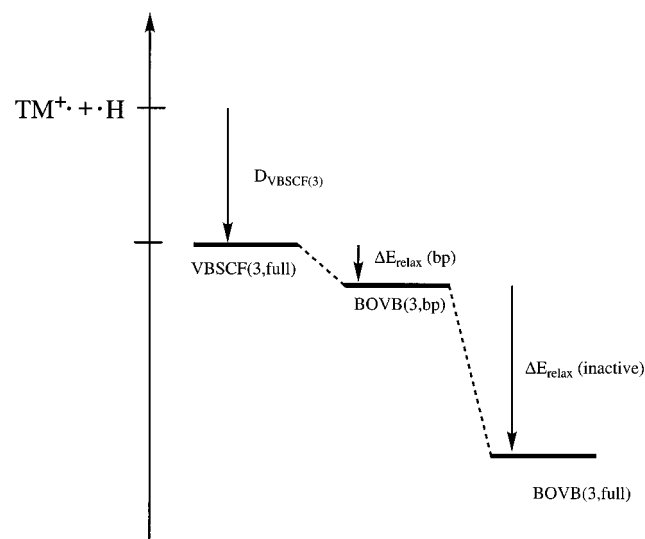 TM⁺· + ·H
D_VBSCF(3)
VBSCF(3,full)
ΔE_relax (bp)
BOVB(3,bp)
ΔE_relax (inactive)
BOVB(3,full)